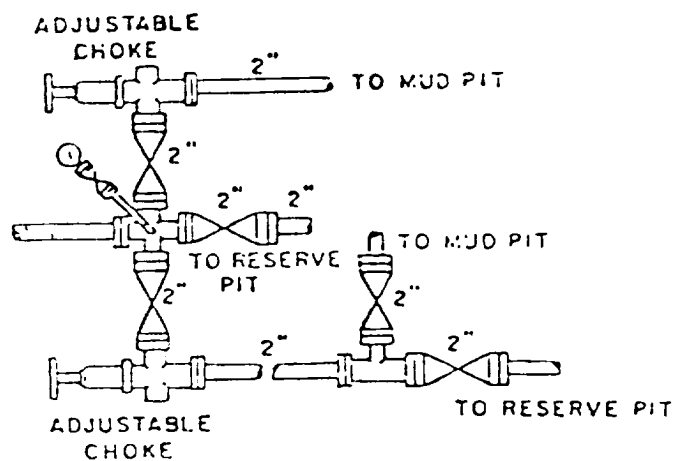 ADJUSTABLE
CHOKE
2"
TO MUD PIT
2"
2"
2"
TO RESERVE
PIT
TO MUD PIT
2"
2"
2"
2"
TO RESERVE PIT
ADJUSTABLE
CHOKE